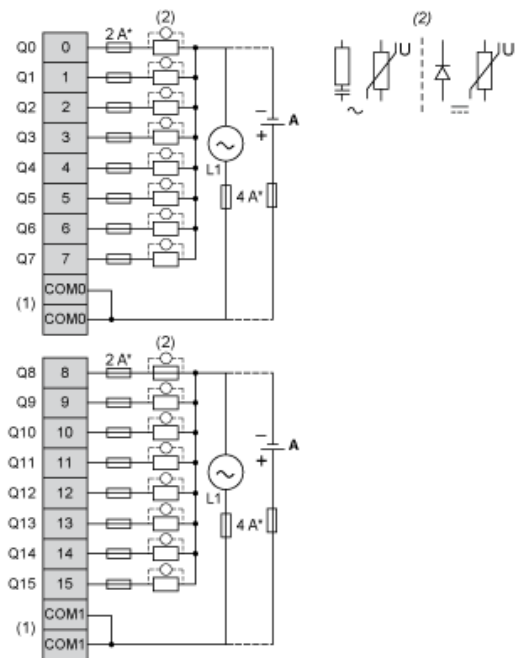 (2)
2 A*
Q0 0
Q1 1
Q2 2
Q3 3
Q4 4
Q5 5
Q6 6
Q7 7
COM0
(1)
COM0
L1
4 A*
−
+
A
(2)
U
U
(2)
2 A*
Q8 8
Q9 9
Q10 10
Q11 11
Q12 12
Q13 13
Q14 14
Q15 15
COM1
(1)
COM1
L1
4 A*
−
+
A